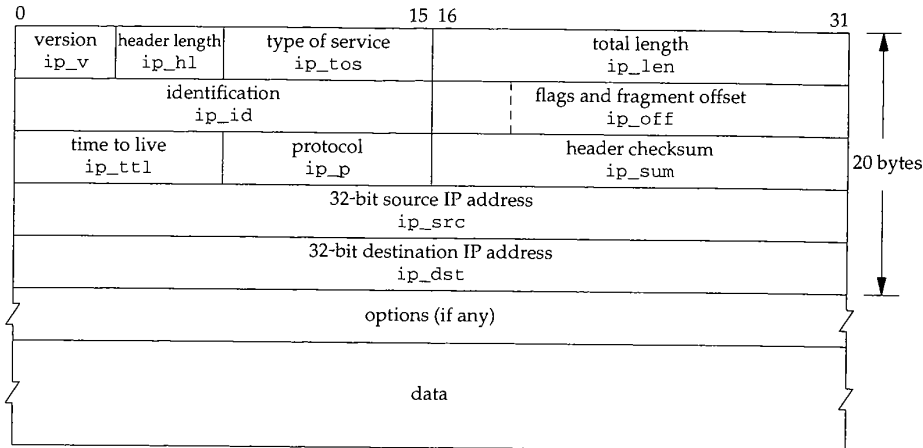 0 15 16 31
version header length type of service total length
ip_v ip_hl ip_tos ip_len
identification flags and fragment offset
ip_id ip_off
time to live protocol header checksum
ip_ttl ip_p ip_sum
20 bytes
32-bit source IP address
ip_src
32-bit destination IP address
ip_dst
options (if any)
data